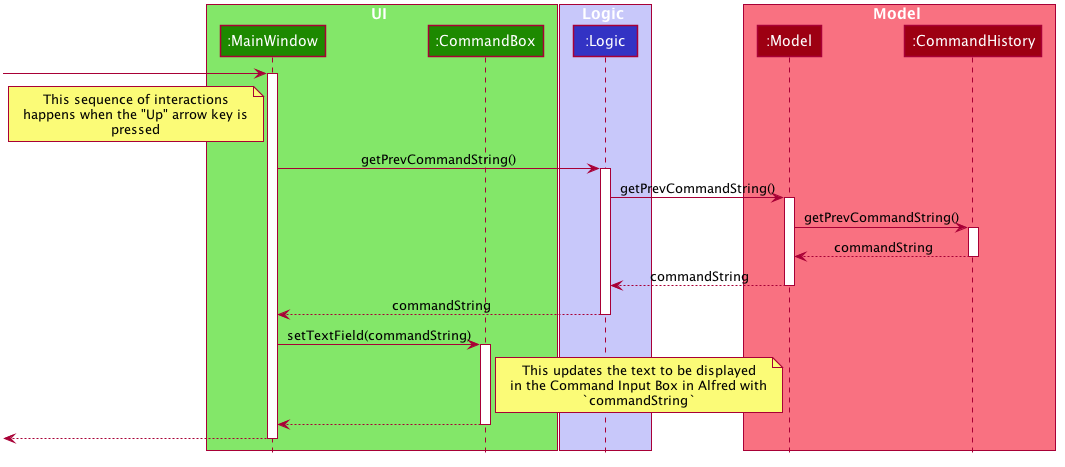 UI
Logic
Model
:MainWindow
:CommandBox
:Logic
:Model
:CommandHistory
This sequence of interactions
happens when the "Up" arrow key is
pressed
getPrevCommandString()
getPrevCommandString()
getPrevCommandString()
commandString
commandString
commandString
setTextField(commandString)
This updates the text to be displayed
in the Command Input Box in Alfred with
`commandString`